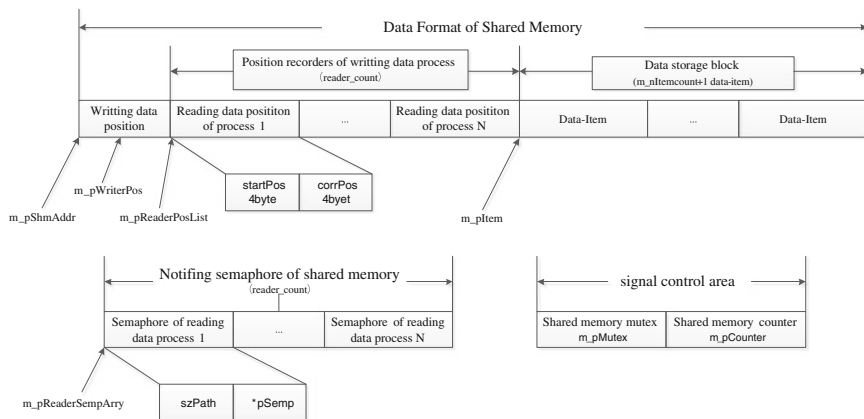 Data Format of Shared Memory
Position recorders of writting data process
(reader_count)
Data storage block
(m_nItemcount+1 data-item)
Writting data
position
Reading data posititon
of process 1
...
Reading data posititon
of process N
Data-Item
...
Data-Item
m_pWriterPos
m_pShmAddr
m_pReaderPosList
startPos
4byte
corrPos
4byet
m_pItem
Notifing semaphore of shared memory
(reader_count)
signal control area
Semaphore of reading
data process 1
...
Semaphore of reading
data process N
Shared memory mutex
m_pMutex
Shared memory counter
m_pCounter
m_pReaderSempArry
szPath
*pSemp